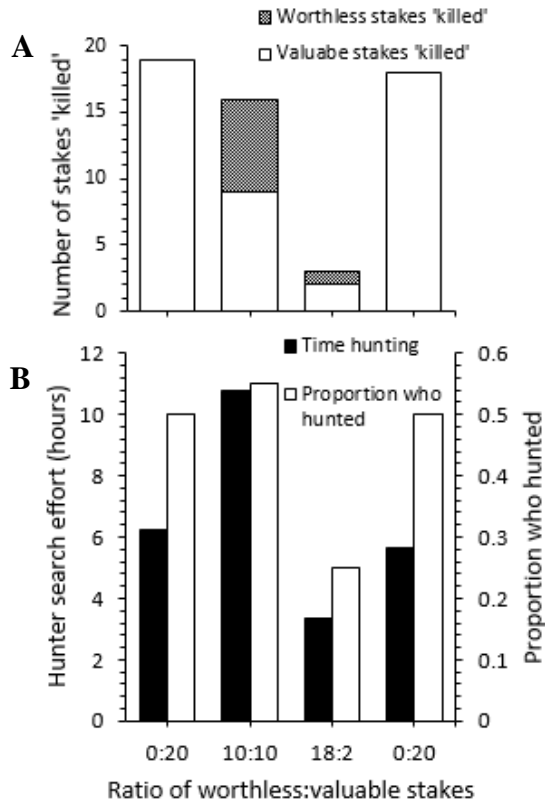 A
Worthless stakes 'killed'
Valuabe stakes 'killed'
Number of stakes 'killed'
20
15
10
5
0
B
Time hunting
Proportion who
hunted
Hunter search effort (hours)
12
10
8
6
4
2
0
0.6
0.5
0.4
0.3
0.2
0.1
0
Proportion who hunted
0:20 10:10 18:2 0:20
Ratio of worthless:valuable stakes